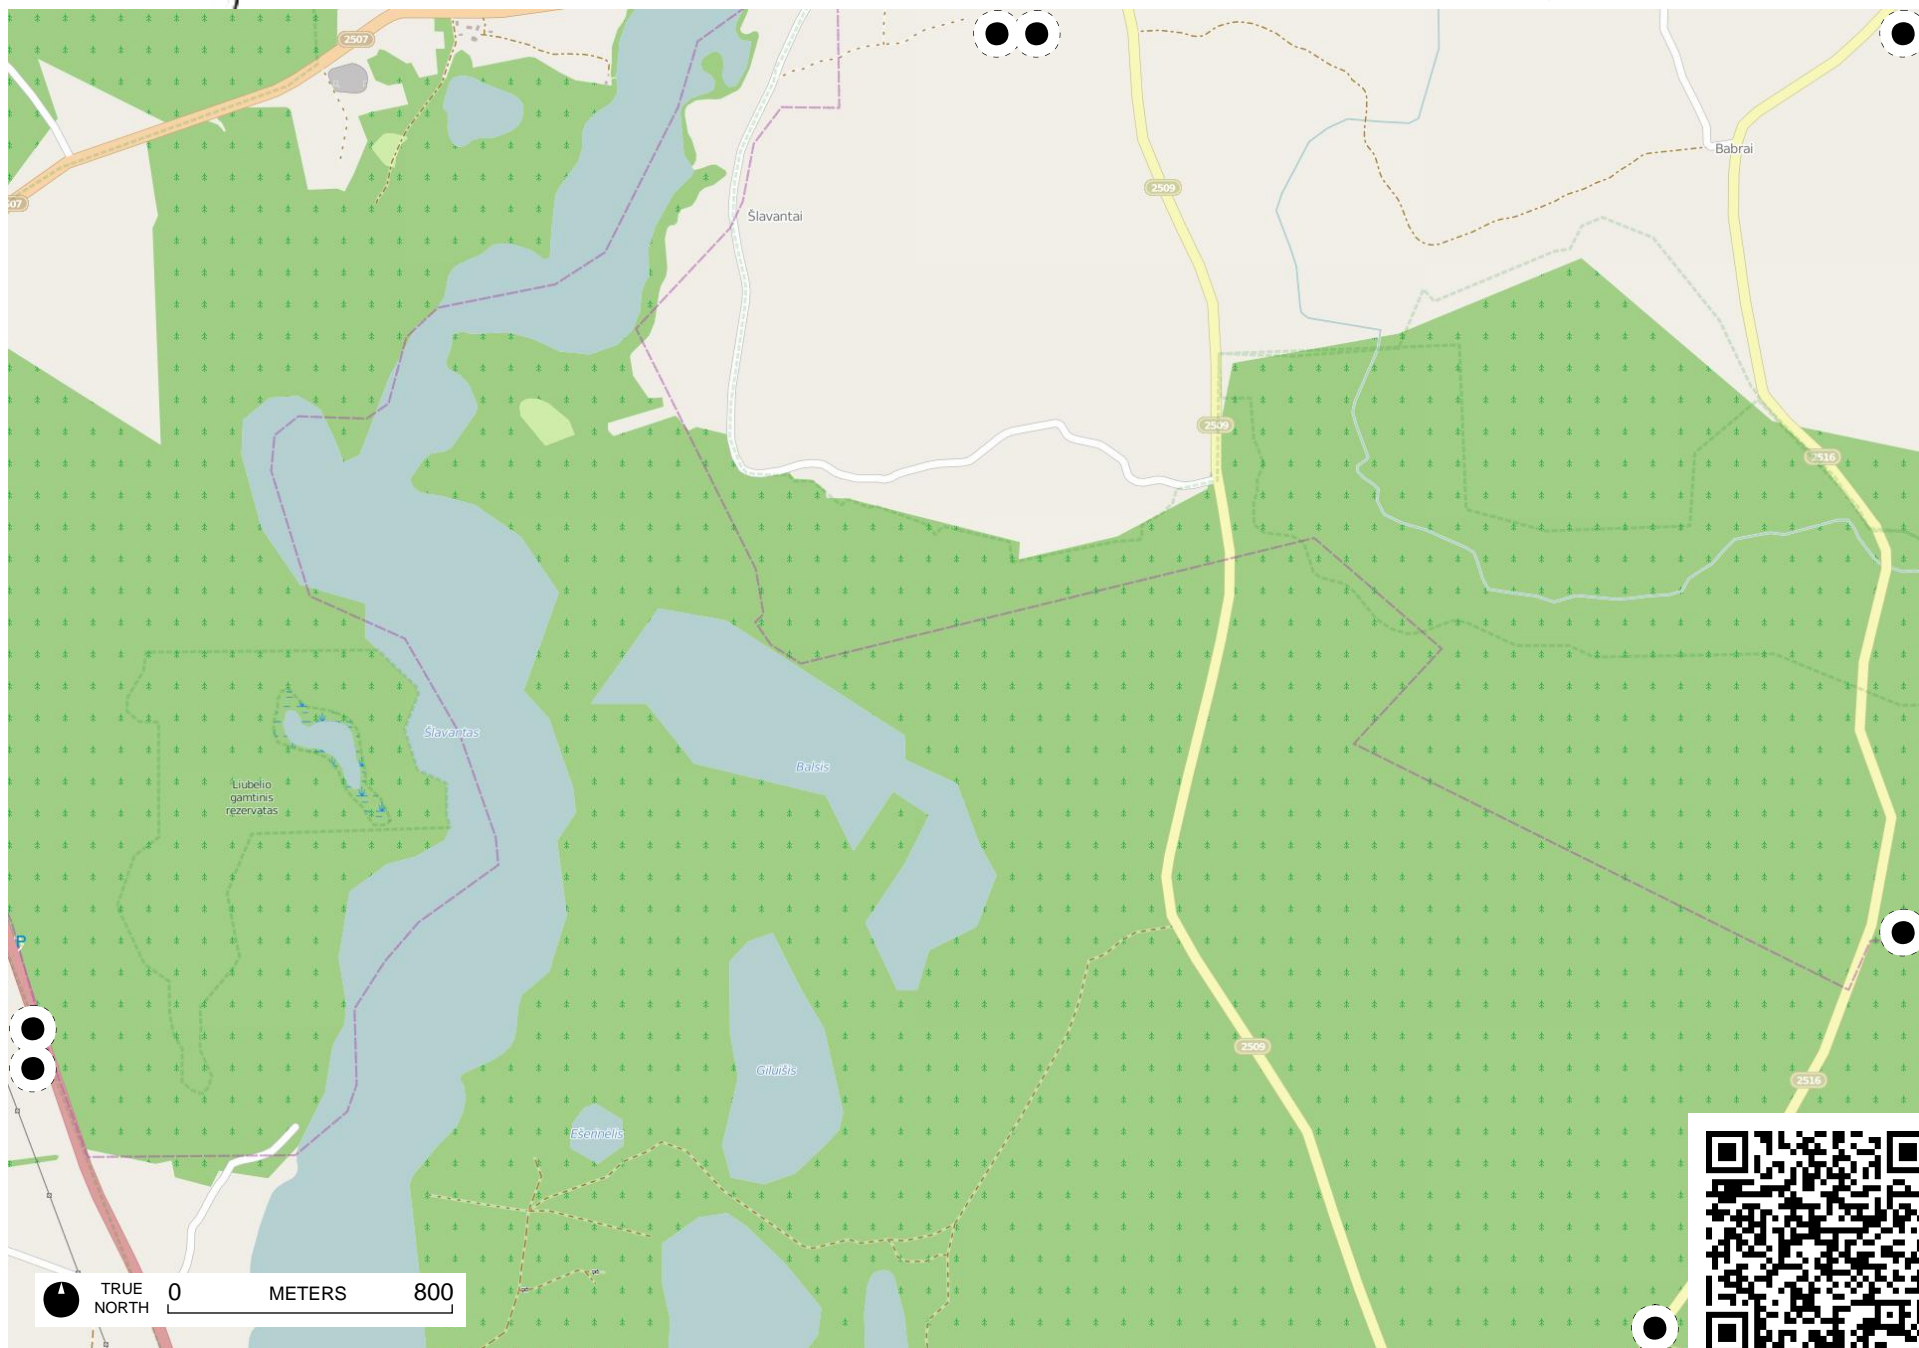 2507
Babrai
2509
07
Šlavantai
2509
2516
Šlavantas
Balsis
Liubelio
gamtinis
rezervatas
P
2509
Giluišis
2516
Ešerinėlis
TRUE
NORTH
0 METERS 800